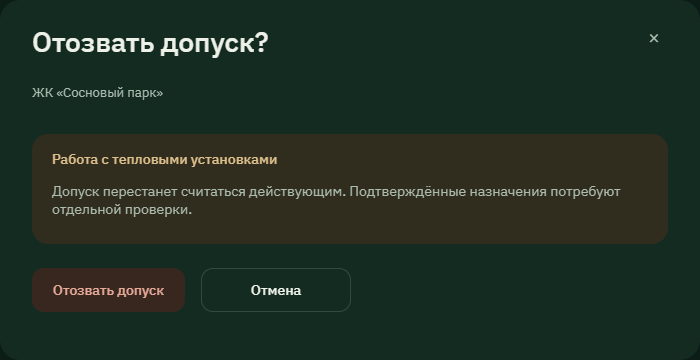 Отозвать допуск?
×
ЖК «Сосновый парк»
Работа с тепловыми установками
Допуск перестанет считаться действующим. Подтверждённые назначения потребуют
отдельной проверки.
Отозвать допуск
Отмена